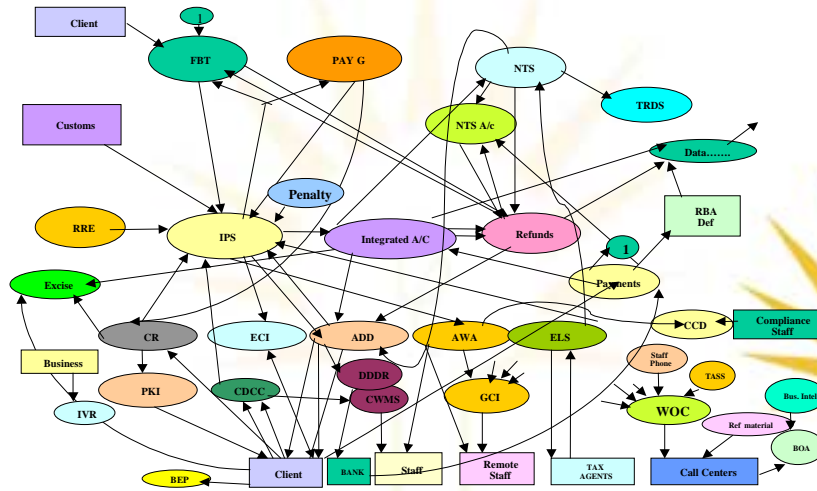 1
Client
FBT
PAY G
NTS
TRDS
Customs
NTS A/c
Data.......
Penalty
RBA
Def
RRE
IPS
Integrated A/C
Refunds
1
Excise
Payments
CR
ECI
ADD
AWA
ELS
CCD
Compliance
Staff
Business
DDDR
Staff
Phone
TASS
PKI
CDCC
CWMS
GCI
WOC
Bus. Intel
IVR
Ref material
BOA
BEP
Client
BANK
Staff
Remote
Staff
TAX
AGENTS
Call Centers